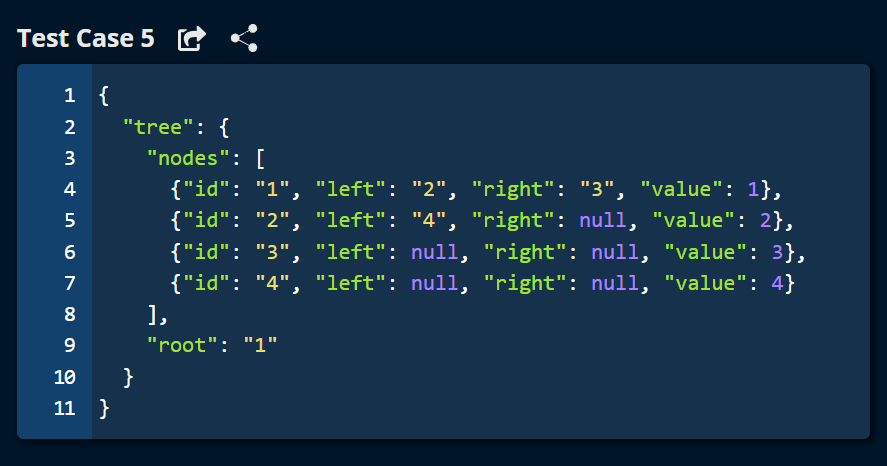 Test Case 5
1 {
2   "tree": {
3     "nodes": [
4       {"id": "1", "left": "2", "right": "3", "value": 1},
5       {"id": "2", "left": "4", "right": null, "value": 2},
6       {"id": "3", "left": null, "right": null, "value": 3},
7       {"id": "4", "left": null, "right": null, "value": 4}
8     ],
9     "root": "1"
10   }
11 }